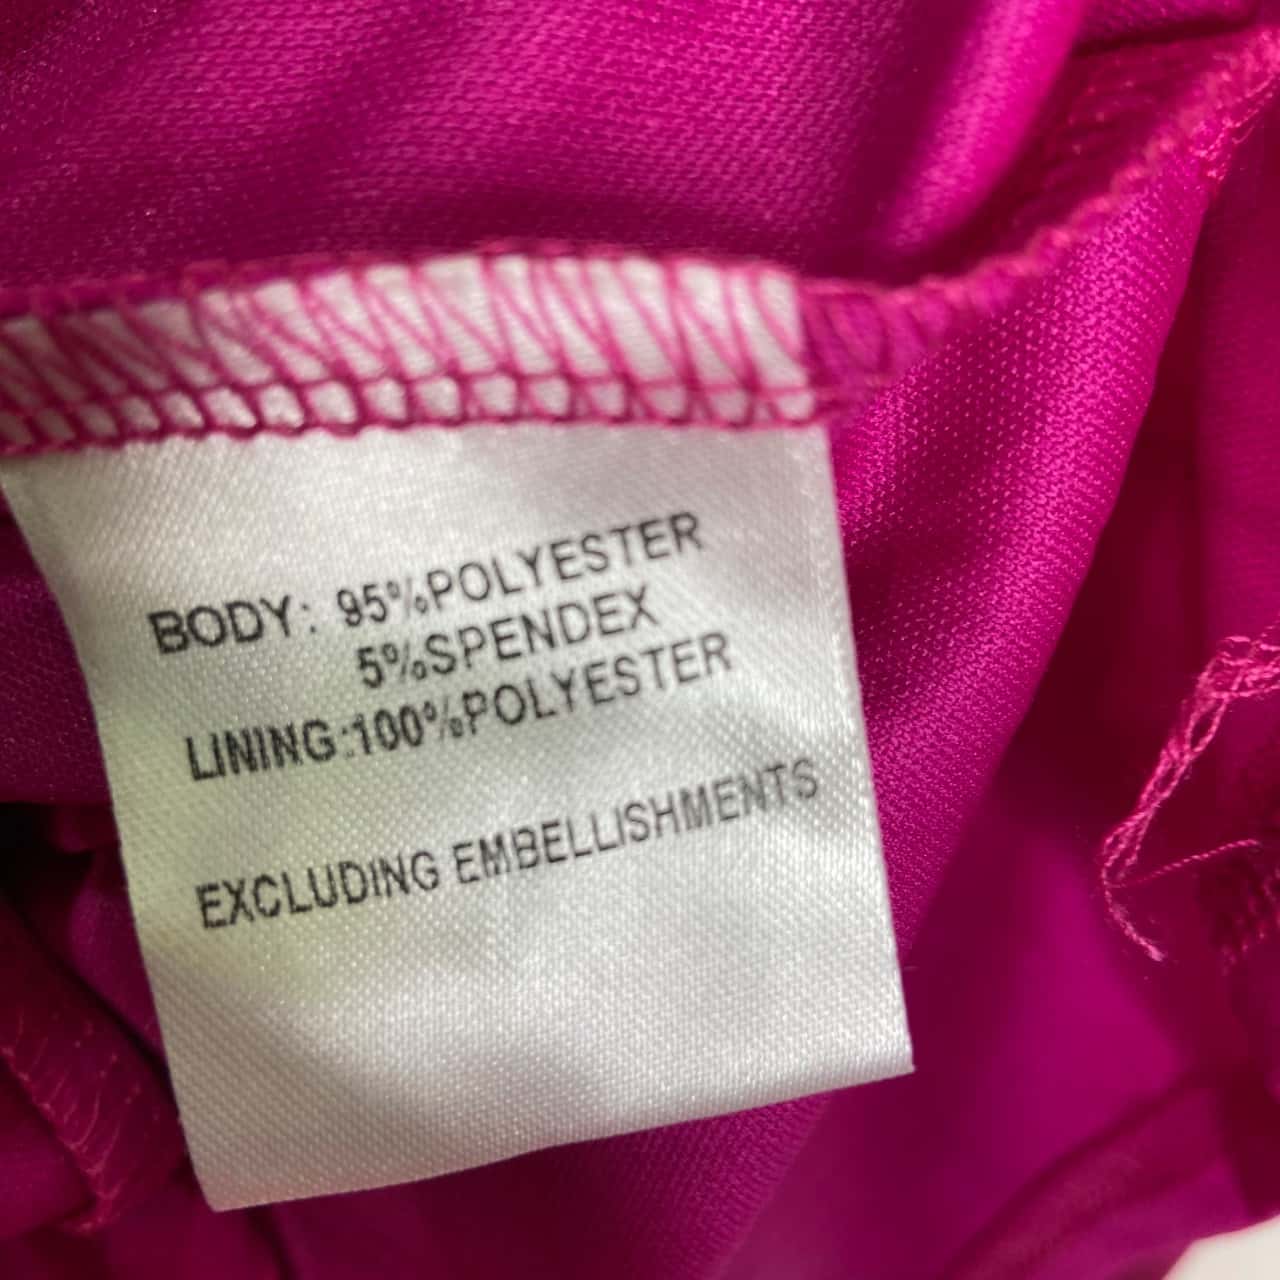 BODY: 95%POLYESTER
5%SPENDEX
LINING:100%POLYESTER
EXCLUDING EMBELLISHMENTS